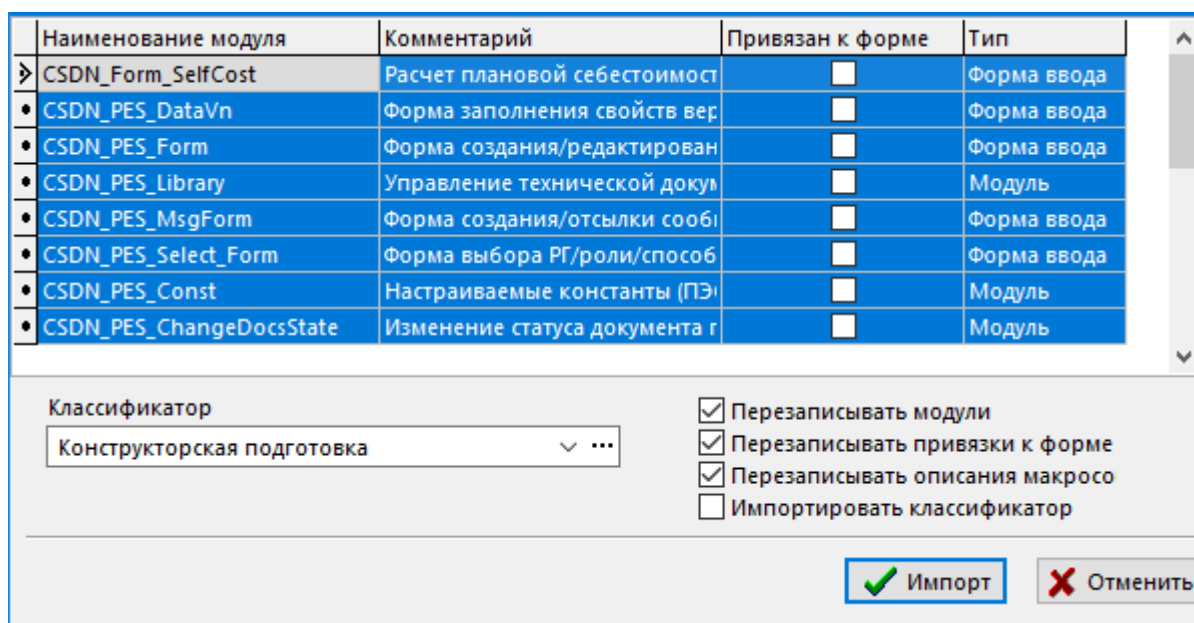 Наименование модуля Комментарий Привязан к форме Тип
CSDN_Form_SelfCost Расчет плановой себестоимост Форма ввода
CSDN_PES_DataVn Форма заполнения свойств вер Форма ввода
CSDN_PES_Form Форма создания/редактирован Форма ввода
CSDN_PES_Library Управление технической докум Модуль
CSDN_PES_MsgForm Форма создания/отсылки сооб Форма ввода
CSDN_PES_Select_Form Форма выбора РГ/роли/способ Форма ввода
CSDN_PES_Const Настраиваемые константы (ПЭ Модуль
CSDN_PES_ChangeDocsState Изменение статуса документа г Модуль
Классификатор
Конструкторская подготовка
Перезаписывать модули
Перезаписывать привязки к форме
Перезаписывать описания макросо
Импортировать классификатор
Импорт Отменить